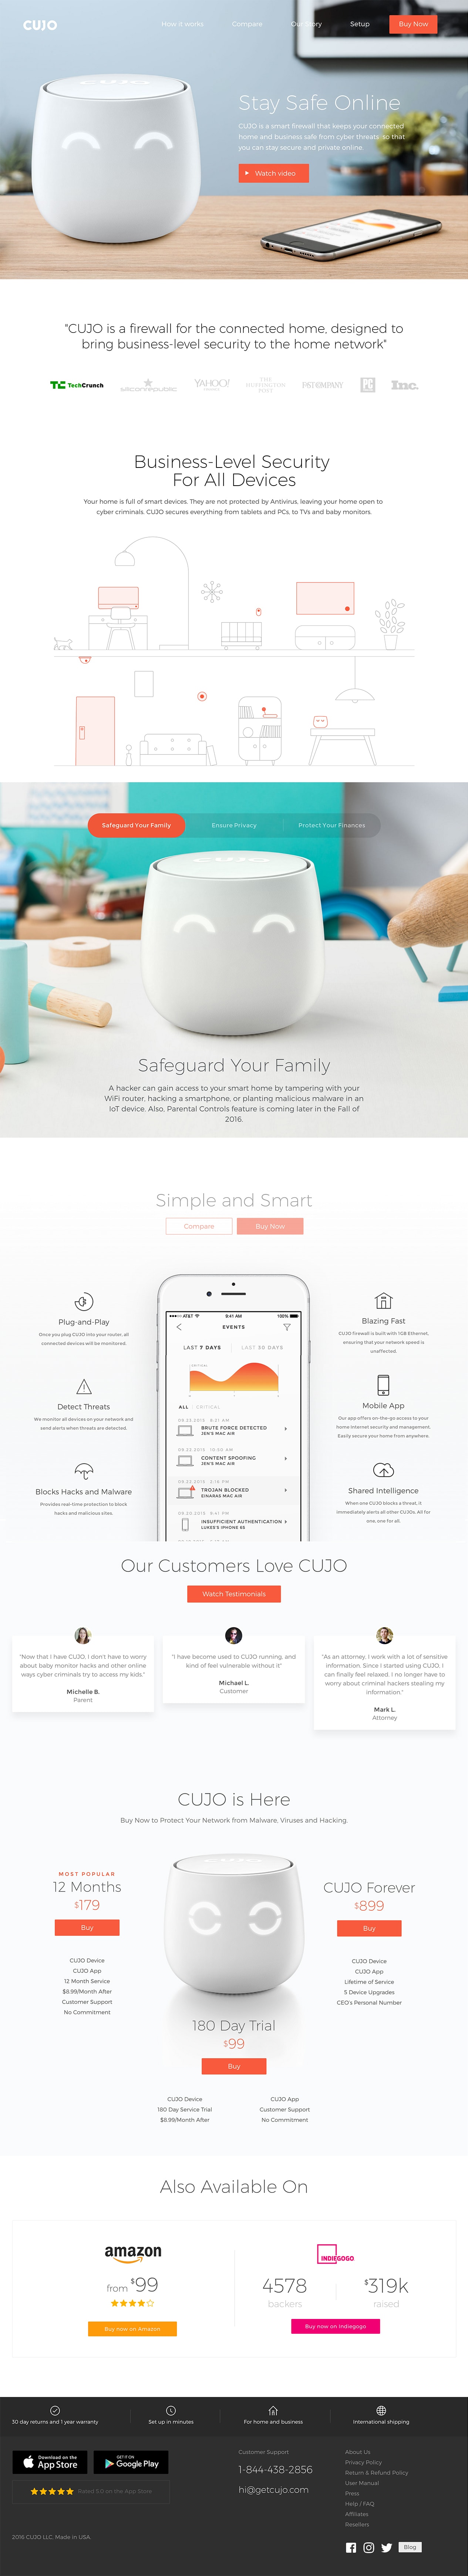 CUJO
How it works
Compare
Our Story
Setup
Buy Now
Stay Safe Online
CUJO is a smart firewall that keeps your connected
home and business safe from cyber threats, so that
you can stay secure and private online.
Watch video
"CUJO is a firewall for the connected home, designed to
bring business-level security to the home network"
TechCrunch
siliconrepublic
YAHOO!
THE
HUFFINGTON
POST
FAST COMPANY
PC
Inc.
Business-Level Security
For All Devices
Your home is full of smart devices. They are not protected by Antivirus, leaving your home open to
cyber criminals. CUJO secures everything from tablets and PCs, to TVs and baby monitors.
Safeguard Your Family
Ensure Privacy
Protect Your Finances
CUJO
Safeguard Your Family
A hacker can gain access to your smart home by tampering with your
WiFi router, hacking a smartphone, or planting malicious malware in an
IoT device. Also, Parental Controls feature is coming later in the Fall of
2016.
Simple and Smart
Compare
Buy Now
Plug-and-Play
Once you plug CUJO into your router, all
connected devices will be monitored.
Detect Threats
We monitor all devices on your network and
send alerts when threats are detected.
Blocks Hacks and Malware
Provides real-time protection to block
hacks and malicious sites.
AT&T
9:41 AM
100%
EVENTS
LAST 7 DAYS
LAST 30 DAYS
CRITICAL
ALL
CRITICAL
BRUTE FORCE DETECTED
JEN'S MAC AIR
CONTENT SPOOFING
JEN'S MAC AIR
TROJAN BLOCKED
EINARAS MAC AIR
INSUFFICIENT AUTHENTICATION
LUKES'S IPHONE 6S
Blazing Fast
CUJO Firewall is built with 1GB Ethernet,
ensuring that your network speed is
unaffected.
Mobile App
Our app offers on-the-go access to your
home internet security and management.
Easily secure your home from anywhere.
Shared Intelligence
When one CUJO blocks a threat, it
immediately alerts all other CUJOs. All for
one, one for all.
Our Customers Love CUJO
Watch Testimonials
"Now that I have CUJO, I don't have to worry
about baby monitor hacks and other online
ways cyber criminals try to access my kids."
Michelle B.
Parent
"I have become used to CUJO running, and
kind of feel vulnerable without it"
Michael L.
Customer
"As an attorney, I work with a lot of sensitive
information. Since I started using CUJO, I
can finally feel relaxed. I no longer have to
worry about criminal hackers stealing my
information."
Mark L.
Attorney
CUJO is Here
Buy Now to Protect Your Network from Malware, Viruses and Hacking.
MOST POPULAR
12 Months
$179
Buy
CUJO Device
CUJO App
12 Month Service
$8.99/Month After
Customer Support
No Commitment
CUJO Forever
$899
Buy
CUJO Device
CUJO App
Lifetime of Service
5 Device Upgrades
CEO's Personal Number
180 Day Trial
$99
Buy
CUJO Device
180 Day Service Trial
$8.99/Month After
CUJO App
Customer Support
No Commitment
Also Available On
amazon
from $99
Buy now on Amazon
INDIEGOGO
4578
backers
$319k
raised
Buy now on Indiegogo
30 day returns and 1 year warranty
Set up in minutes
For home and business
International shipping
Download on the
App Store
GET IT ON
Google Play
Rated 5.0 on the App Store
2016 CUJO LLC, Made in USA.
Customer Support
1-844-438-2856
hi@getcujo.com
About Us
Privacy Policy
Return & Refund Policy
User Manual
Press
Help / FAQ
Affiliates
Resellers
Blog